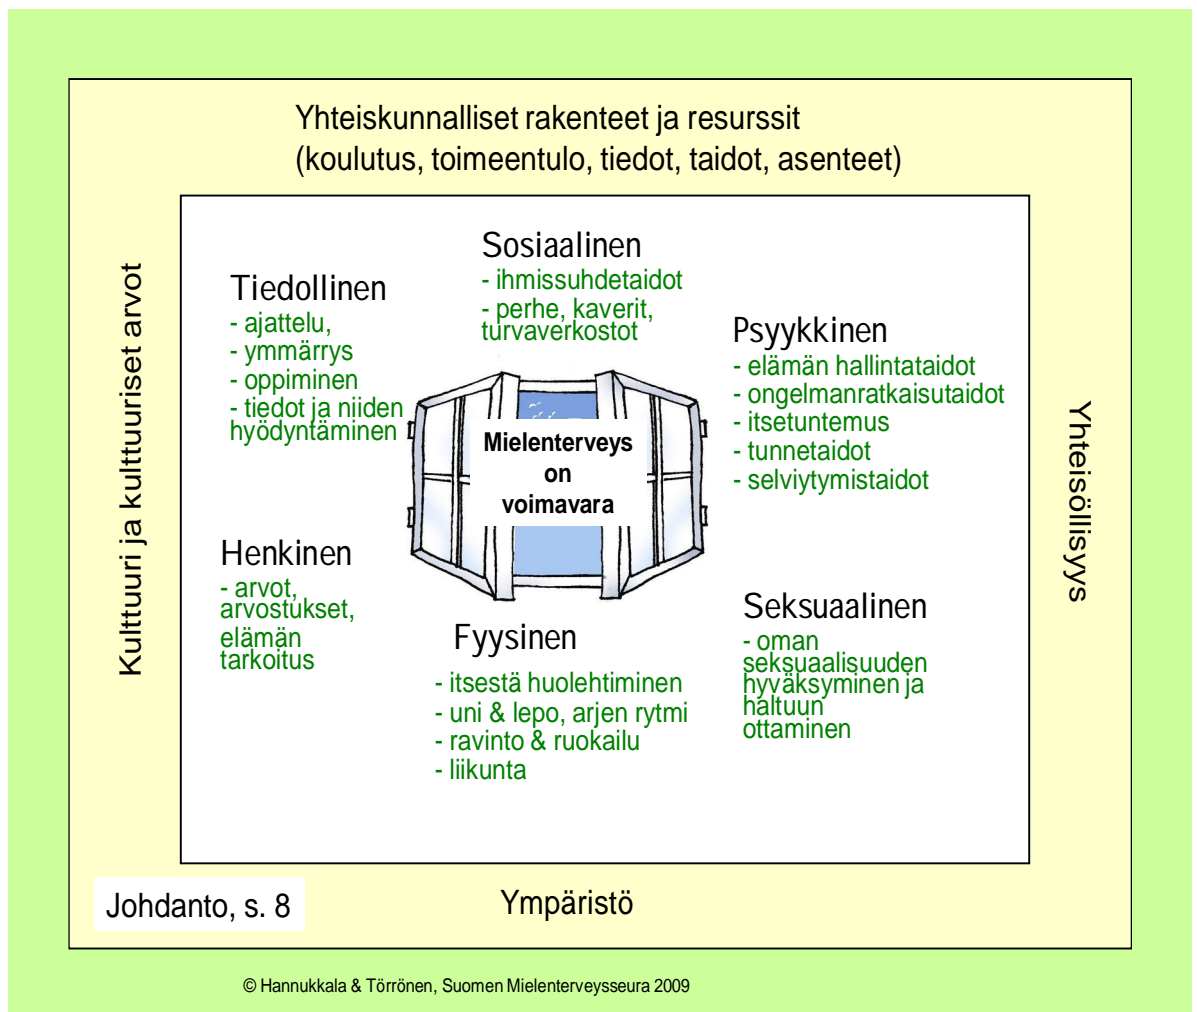 Yhteiskunnalliset rakenteet ja resurssit
(koulutus, toimeentulo, tiedot, taidot, asenteet)
Kulttuuri ja kulttuuriset arvot
Tiedollinen
- ajattelu,
- ymmärrys
- oppiminen
- tiedot ja niiden
hyödyntäminen
Sosiaalinen
- ihmissuhdetaidot
- perhe, kaverit,
turvaverkostot
Psyykkinen
- elämän hallintataidot
- ongelmanratkaisutaidot
- itsetuntemus
- tunnetaidot
- selviytymistaidot
Mielenterveys
on
voimavara
Henkinen
- arvot,
arvostukset,
elämän
tarkoitus
Fyysinen
- itsestä huolehtiminen
- uni & lepo, arjen rytmi
- ravinto & ruokailu
- liikunta
Seksuaalinen
- oman
seksuaalisuuden
hyväksyminen ja
haltuun
ottaminen
Yhteisöllisyys
Ympäristö
Johdanto, s. 8
© Hannukkala & Törrönen, Suomen Mielenterveysseura 2009